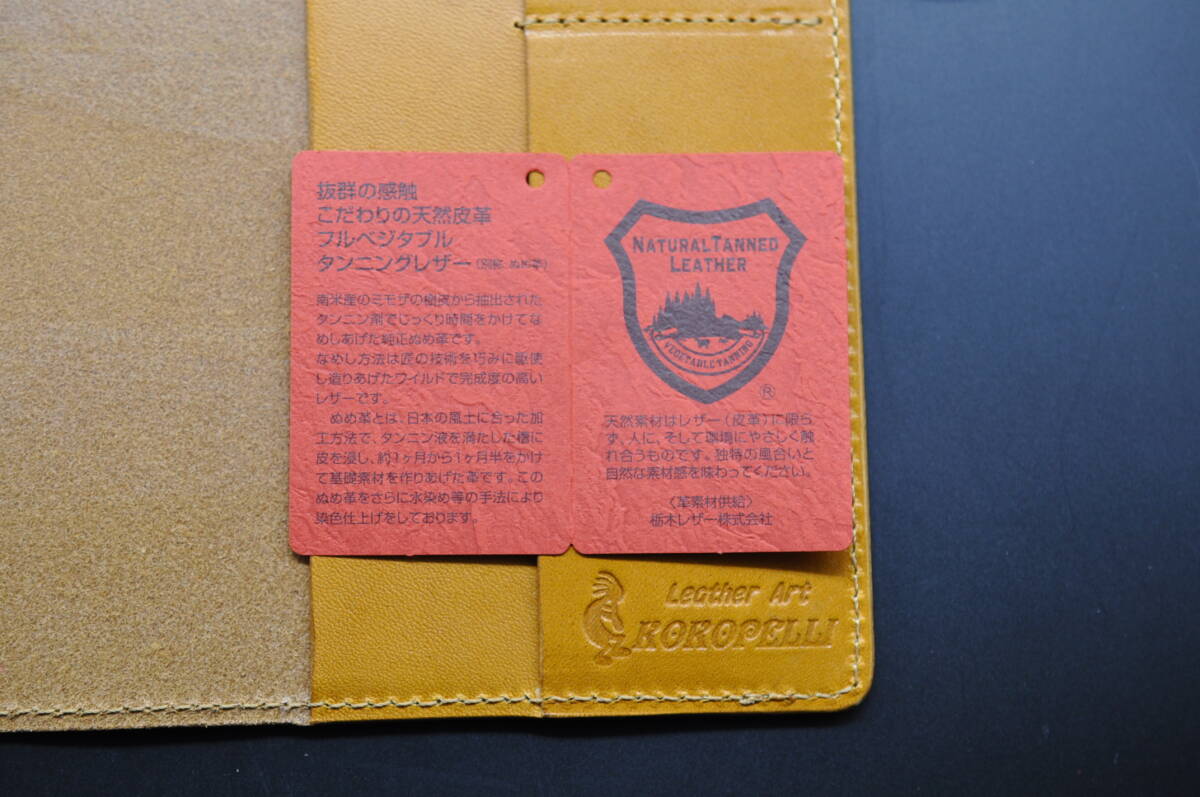 抜群の感触
こだわりの天然皮革
フルベジタブル
タンニングレザー（別称 ぬめ革）
南米産のミモザの樹皮から抽出された
タンニン剤でじっくり時間をかけてな
めしあげた純正ぬめ革です。
なめし方法は匠の技術を巧みに駆使
し造りあげたワイルドで完成度の高い
レザーです。
ぬめ革とは、日本の風土に合った加
工方法で、タンニン液を満たした槽に
皮を浸し、約1ヶ月から1ヶ月半をかけ
て基礎素材を作りあげた革です。この
ぬめ革をさらに水染め等の手法により
染色仕上げをしております。
NATURAL TANNED
LEATHER
VEGETABLE TANNING
®
天然素材はレザー（皮革）に限ら
ず、人に、そして環境にやさしく触
れ合うものです。独特の風合いと
自然な素材感を味わってください。
〈革素材供給〉
栃木レザー株式会社
Leather Art
KOKOPELLI